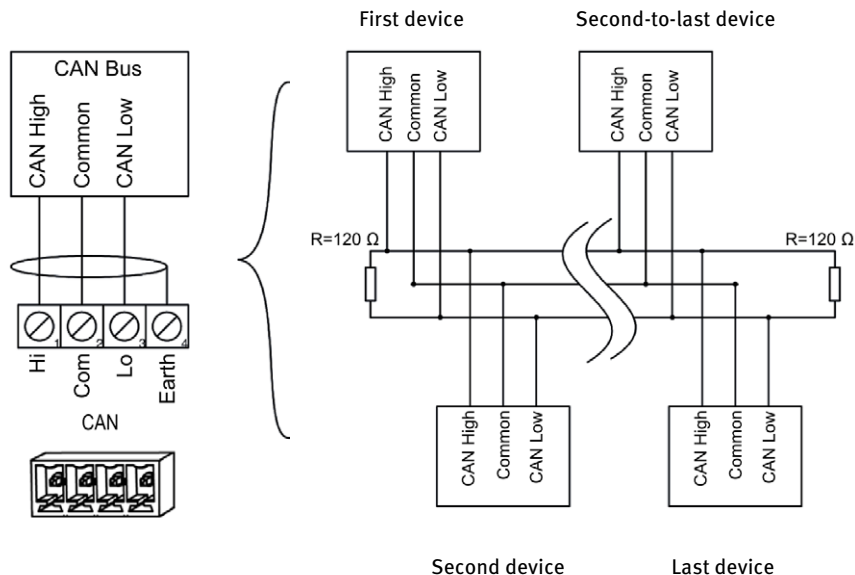 First device
Second-to-last device
CAN Bus
CAN High
Common
CAN Low
1
2
3
4
Hi
Com
Lo
Earth
CAN
CAN High
Common
CAN Low
CAN High
Common
CAN Low
R=120 Ω
R=120 Ω
CAN High
Common
CAN Low
CAN High
Common
CAN Low
Second device
Last device